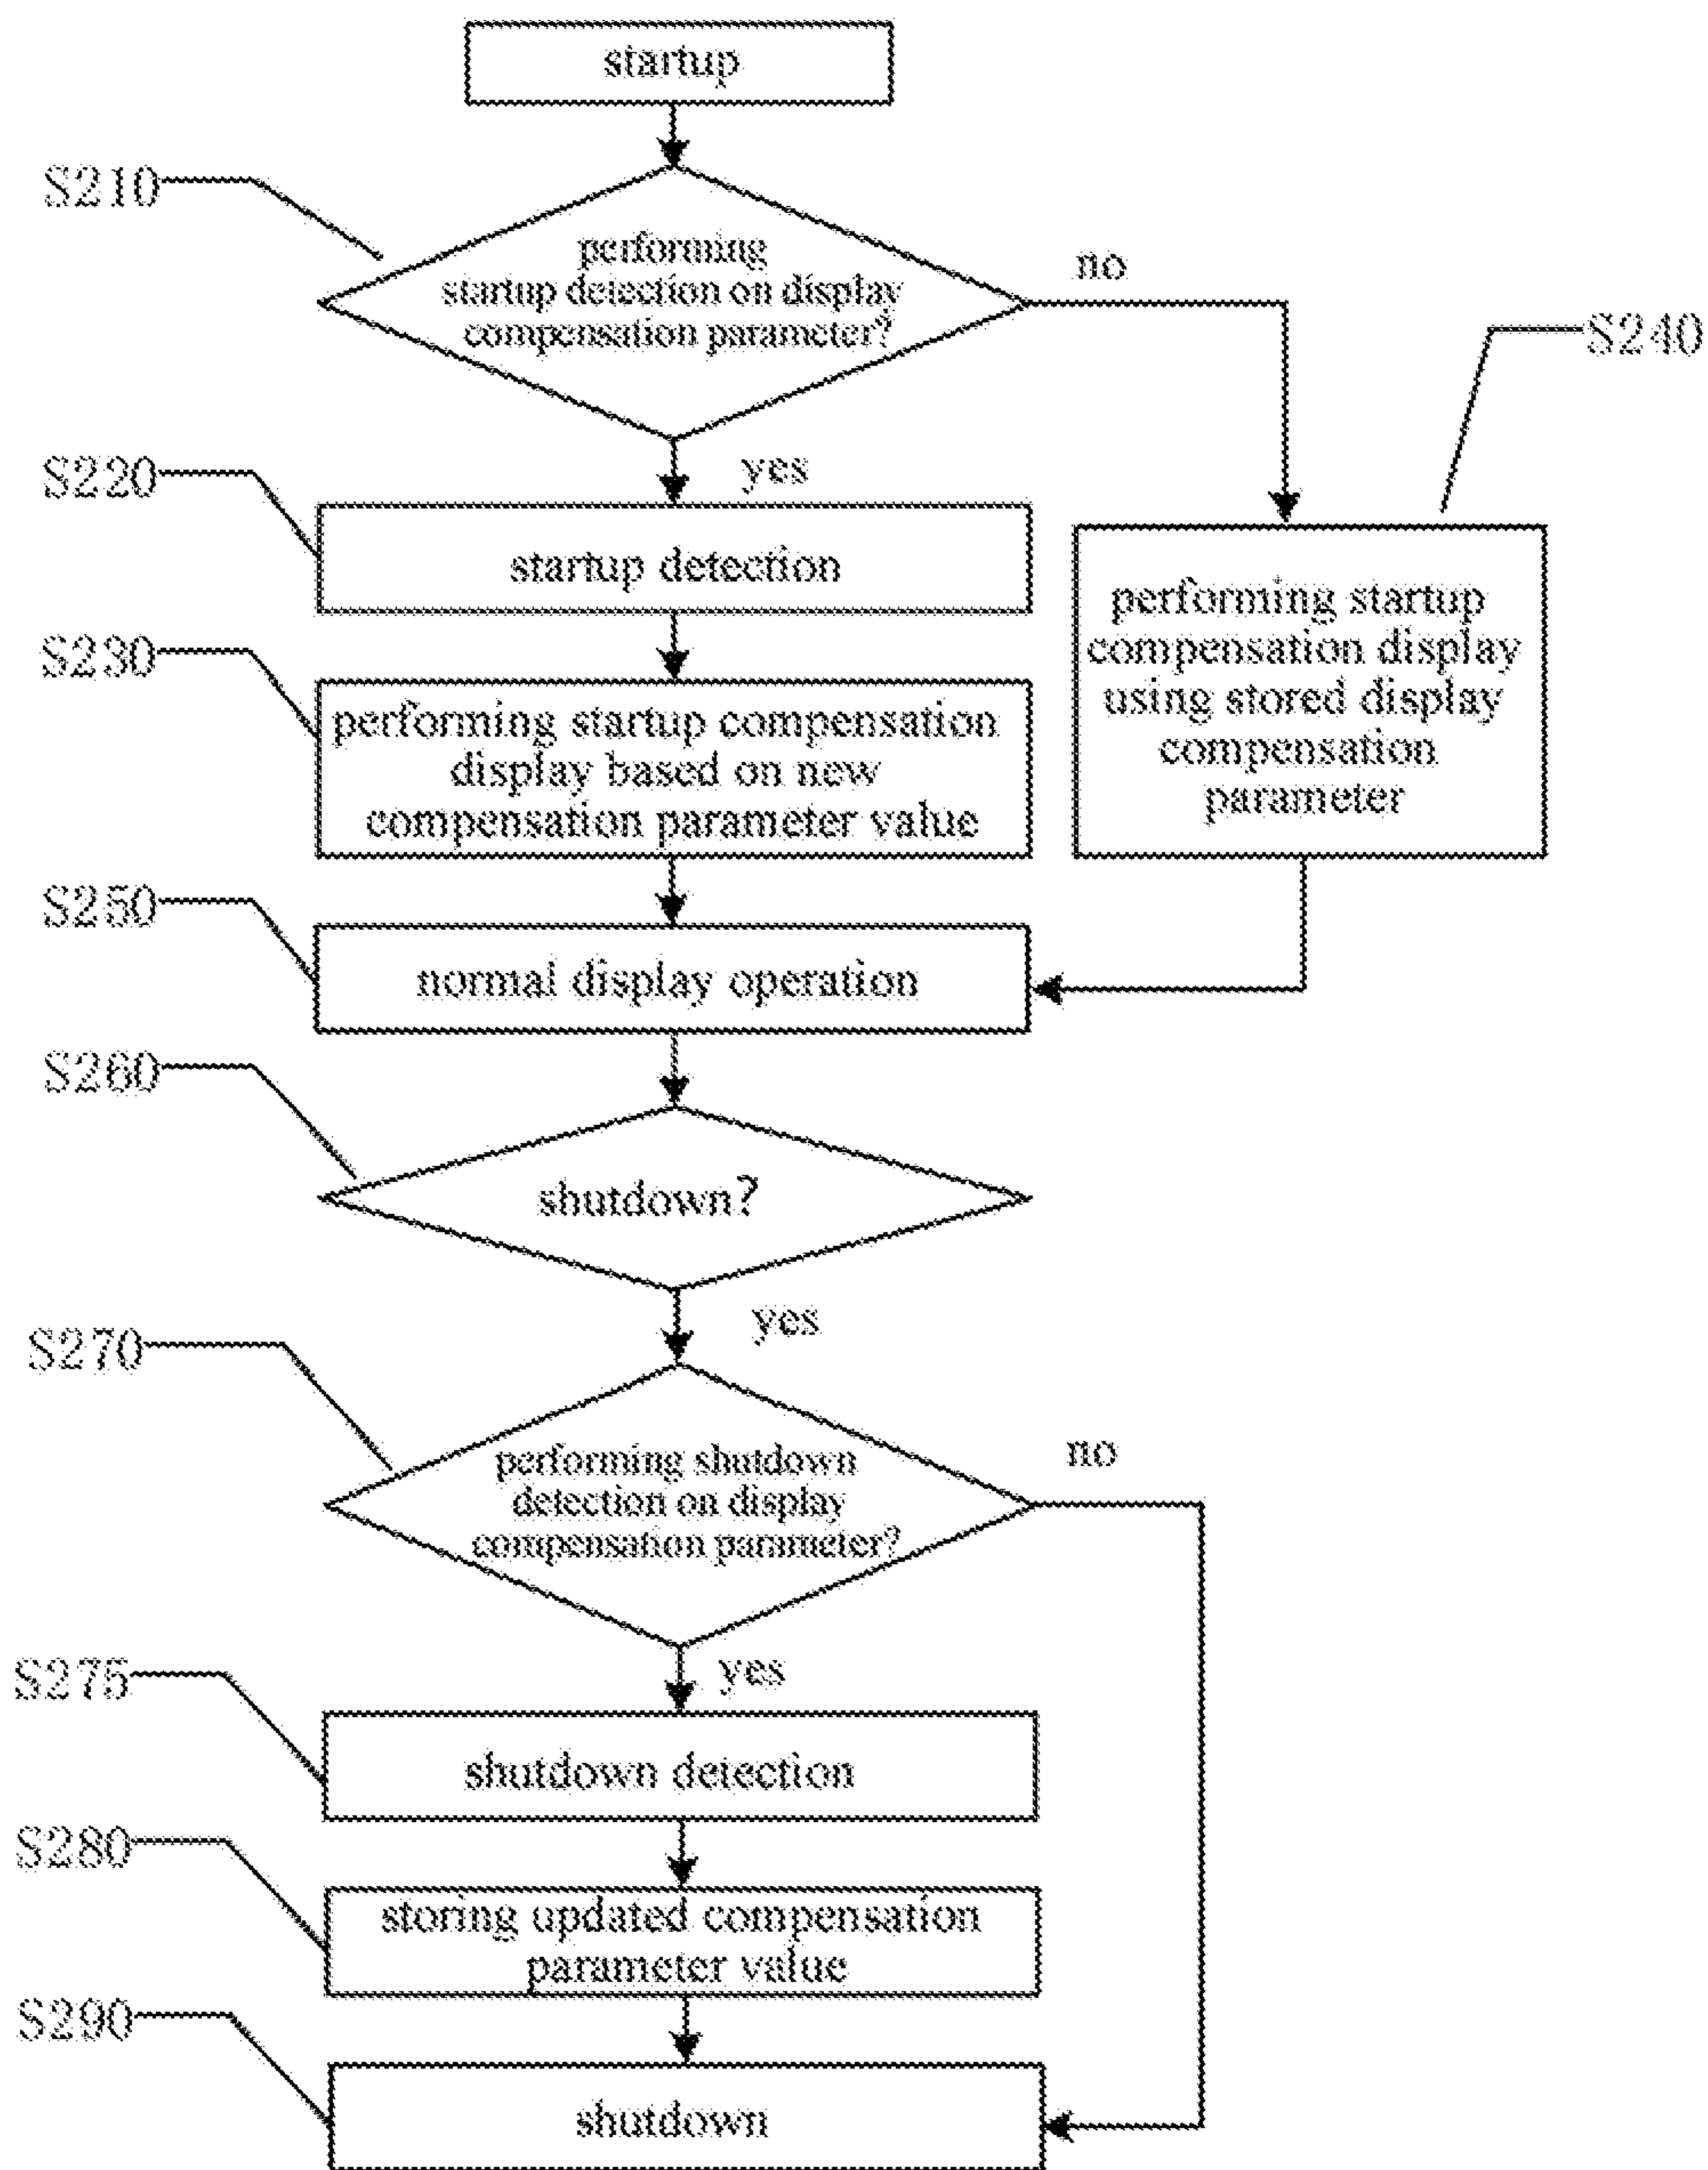 startup
S210
performing
startup detection on display
compensation parameter?
no
S240
yes
S220
startup detection
performing startup
compensation display
using stored display
compensation
parameter
S230
performing startup compensation
display based on new
compensation parameter value
S250
normal display operation
S260
shutdown?
yes
S270
performing shutdown
detection on display
compensation parameter?
no
yes
S275
shutdown detection
S280
storing updated compensation
parameter value
S290
shutdown